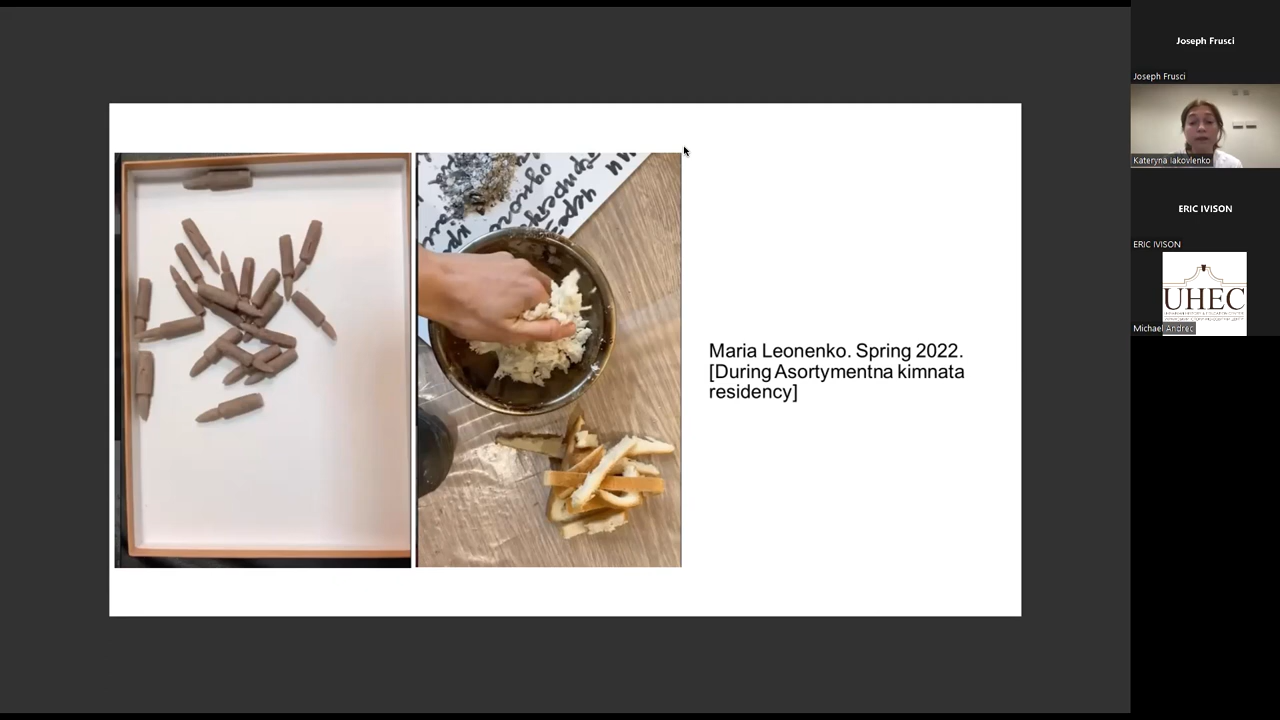 Joseph Frusci
Joseph Frusci
Kateryna Iakovlenko
ERIC IVISON
ERIC IVISON
UHEC
Michael Andrec
Maria Leonenko. Spring 2022.
[During Asortymentna kimnata
residency]